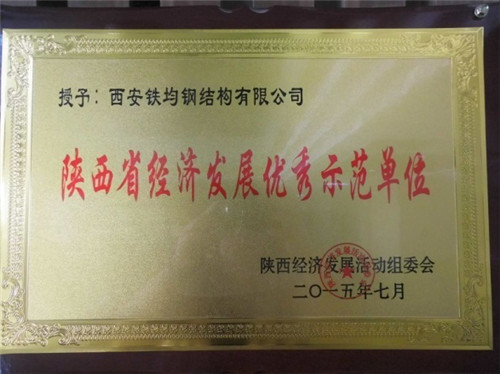 授予：西安铁均钢结构有限公司
陕西省经济发展优秀示范单位
陕西经济发展活动组委会
二〇一五年七月